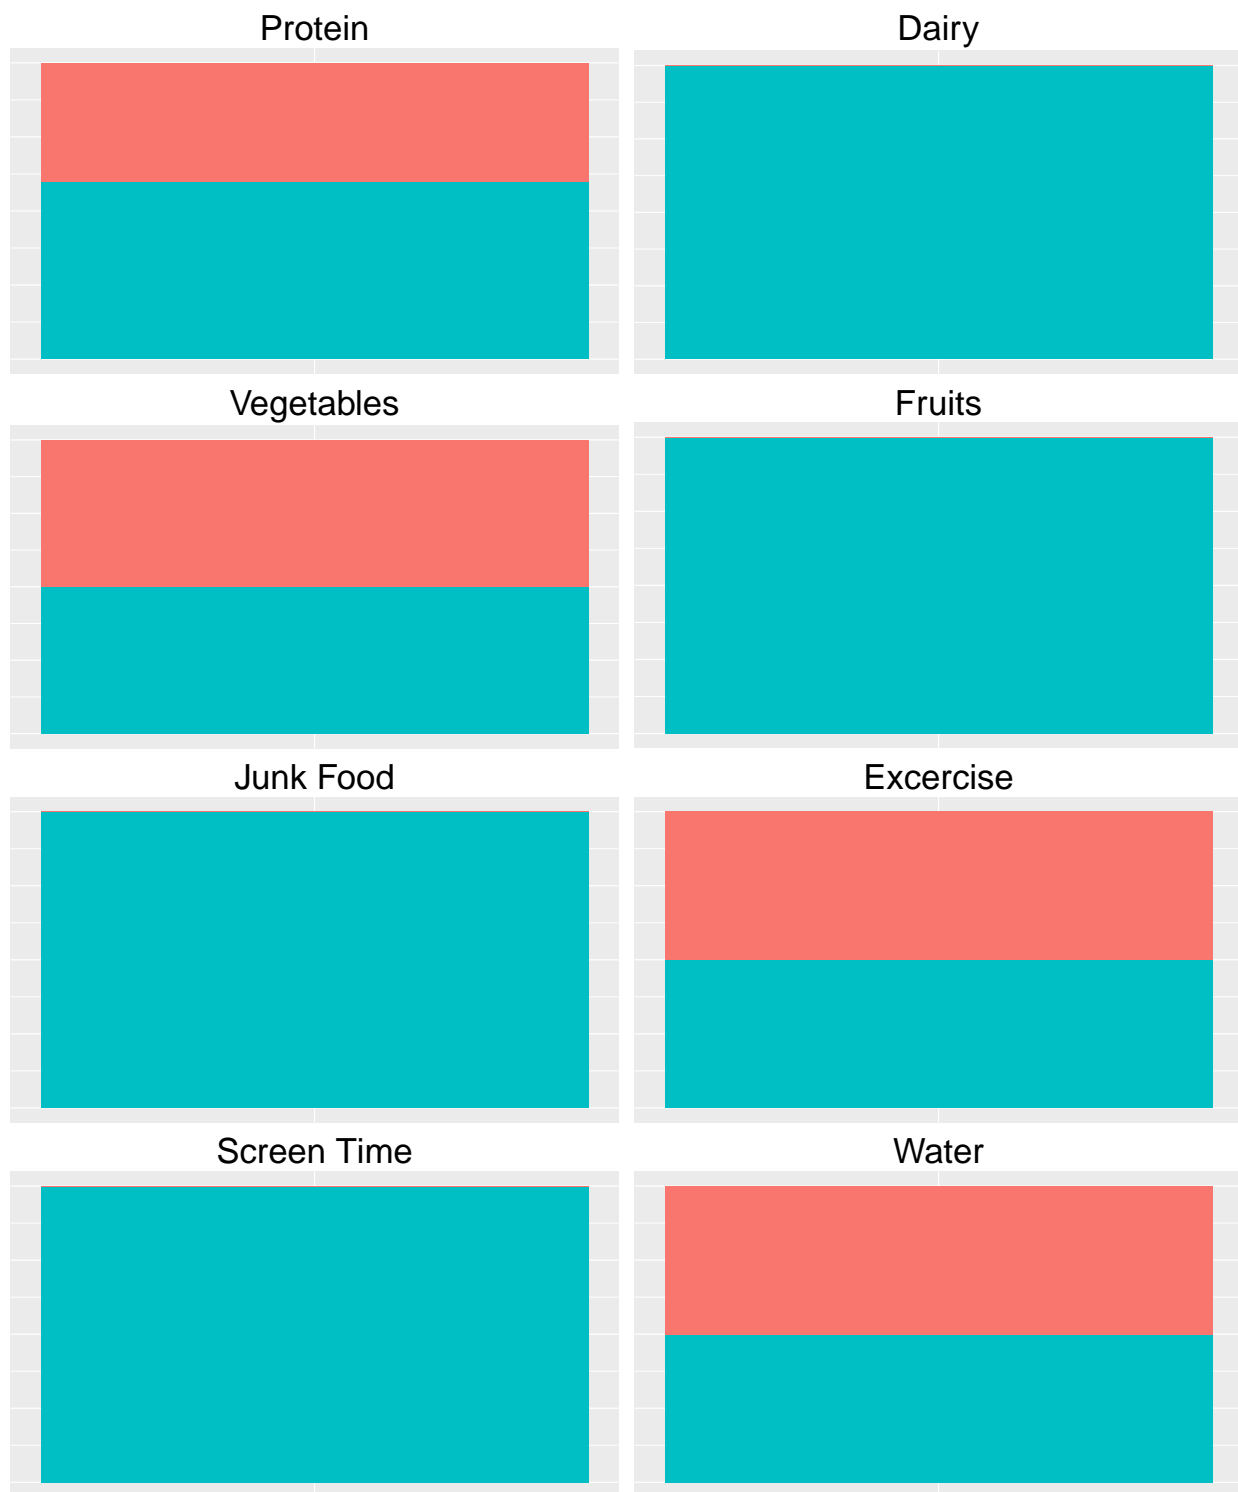 Protein
Dairy
Vegetables
Fruits
Junk Food
Excercise
Screen Time
Water